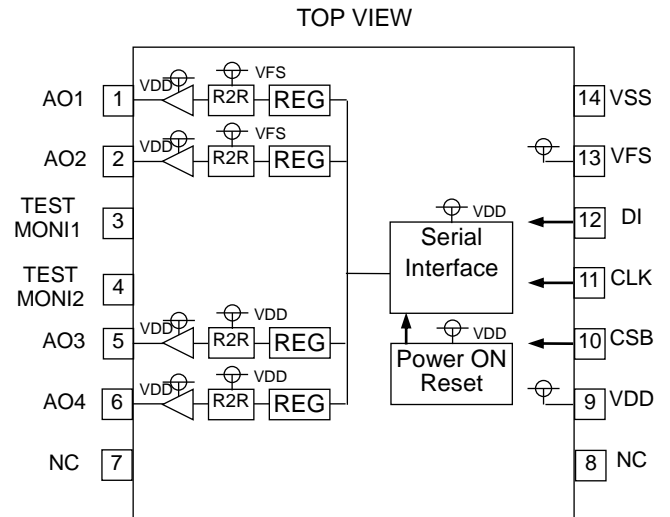 TOP VIEW
AO1 1 VDD R2R VFS REG 14 VSS
AO2 2 VDD R2R VFS REG 13 VFS
TEST
MONI1 3 12 DI
VDD
Serial
Interface
TEST
MONI2 4 11 CLK
AO3 5 VDD R2R VDD REG 10 CSB
VDD
Power ON
Reset
AO4 6 VDD R2R VDD REG 9 VDD
NC 7 8 NC